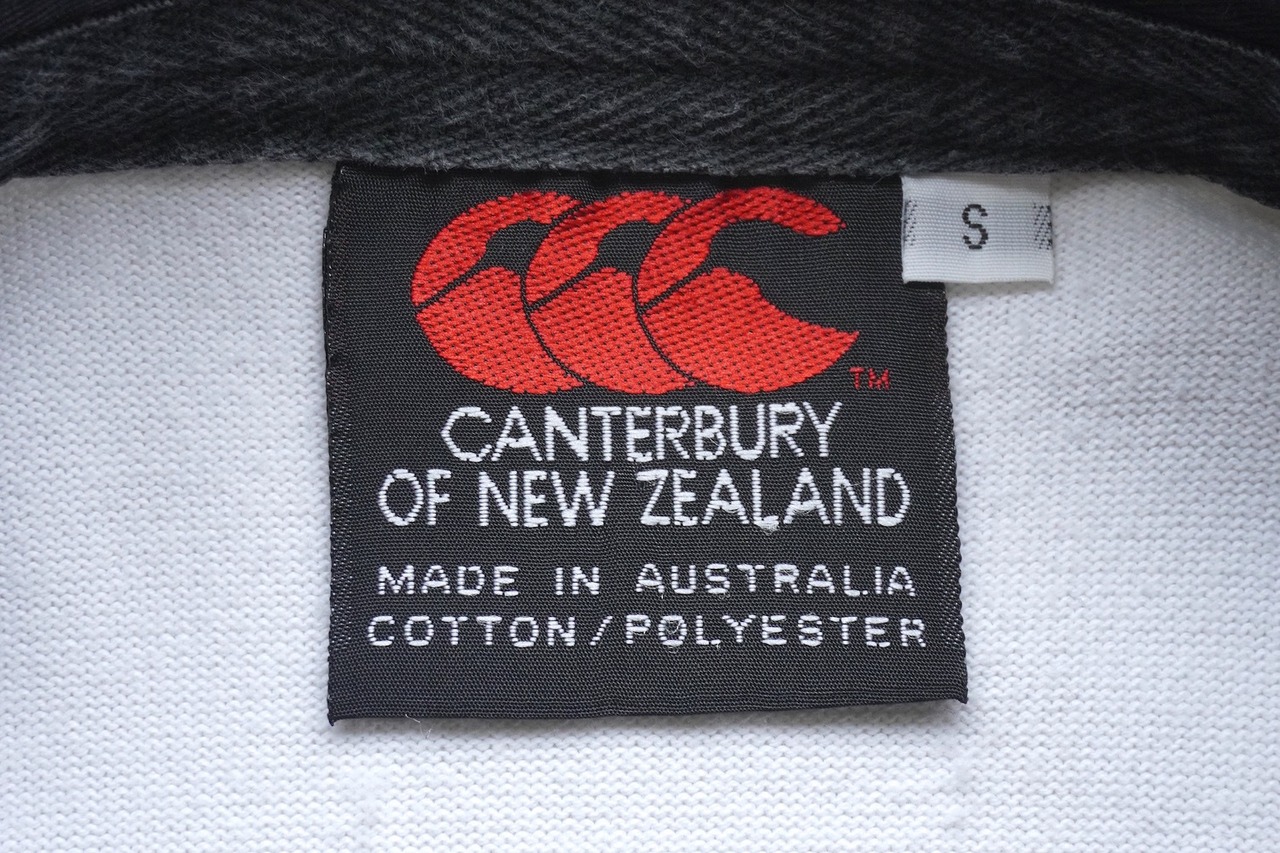 S
TM
CANTERBURY
OF NEW ZEALAND
MADE IN AUSTRALIA
COTTON/POLYESTER